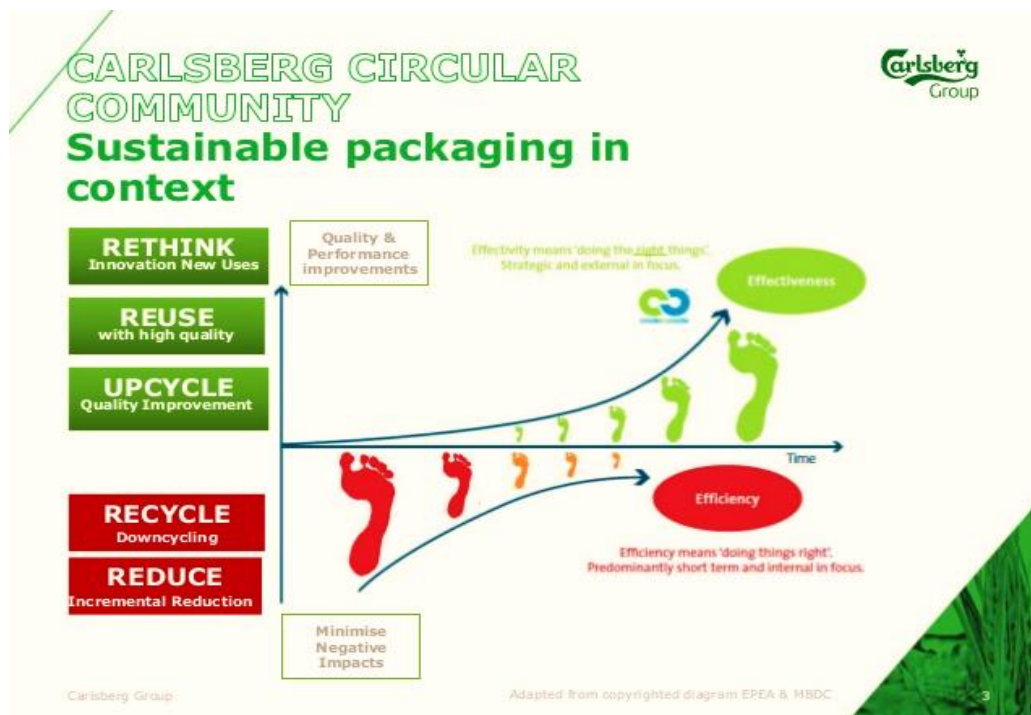 CARLSBERG CIRCULAR
COMMUNITY
Sustainable packaging in
context
Carlsberg
Group
RETHINK
Innovation New Uses
REUSE
with high quality
UPCYCLE
Quality Improvement
RECYCLE
Downcycling
REDUCE
Incremental Reduction
Quality &
Performance
improvements
Effectivity means 'doing the right things'.
Strategic and external in focus.
Effectiveness
Time
Efficiency
Efficiency means 'doing things right'.
Predominantly short term and internal in focus.
Minimise
Negative
Impacts
Carlsberg Group
Adapted from copyrighted diagram EPEA & MBDC
3